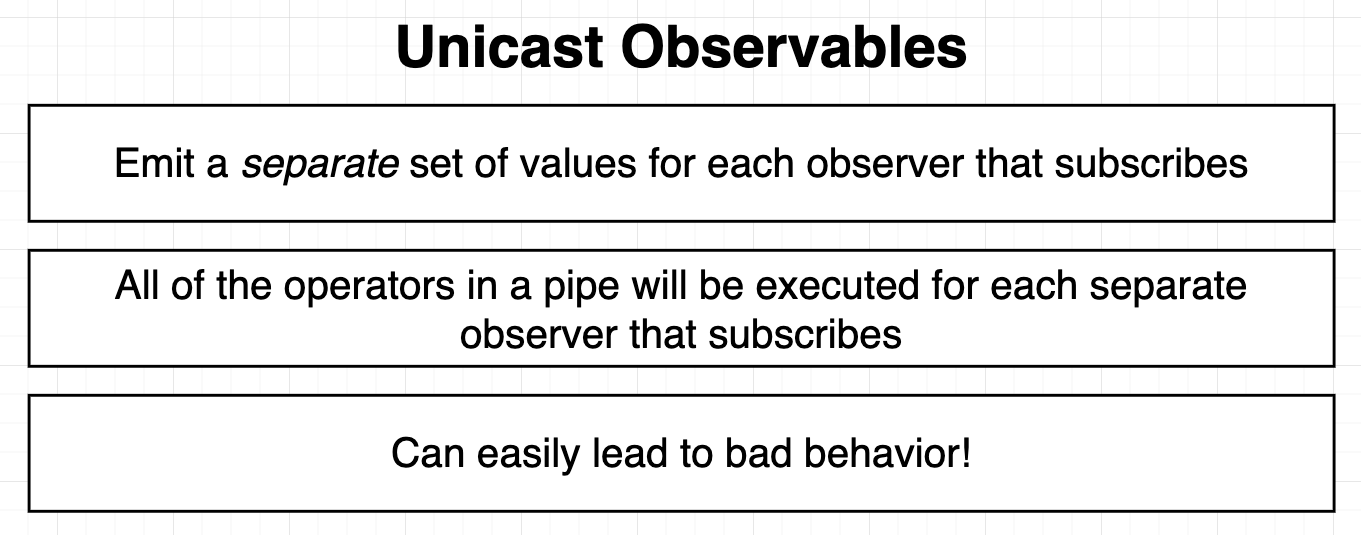 Unicast Observables
Emit a separate set of values for each observer that subscribes
All of the operators in a pipe will be executed for each separate
observer that subscribes
Can easily lead to bad behavior!